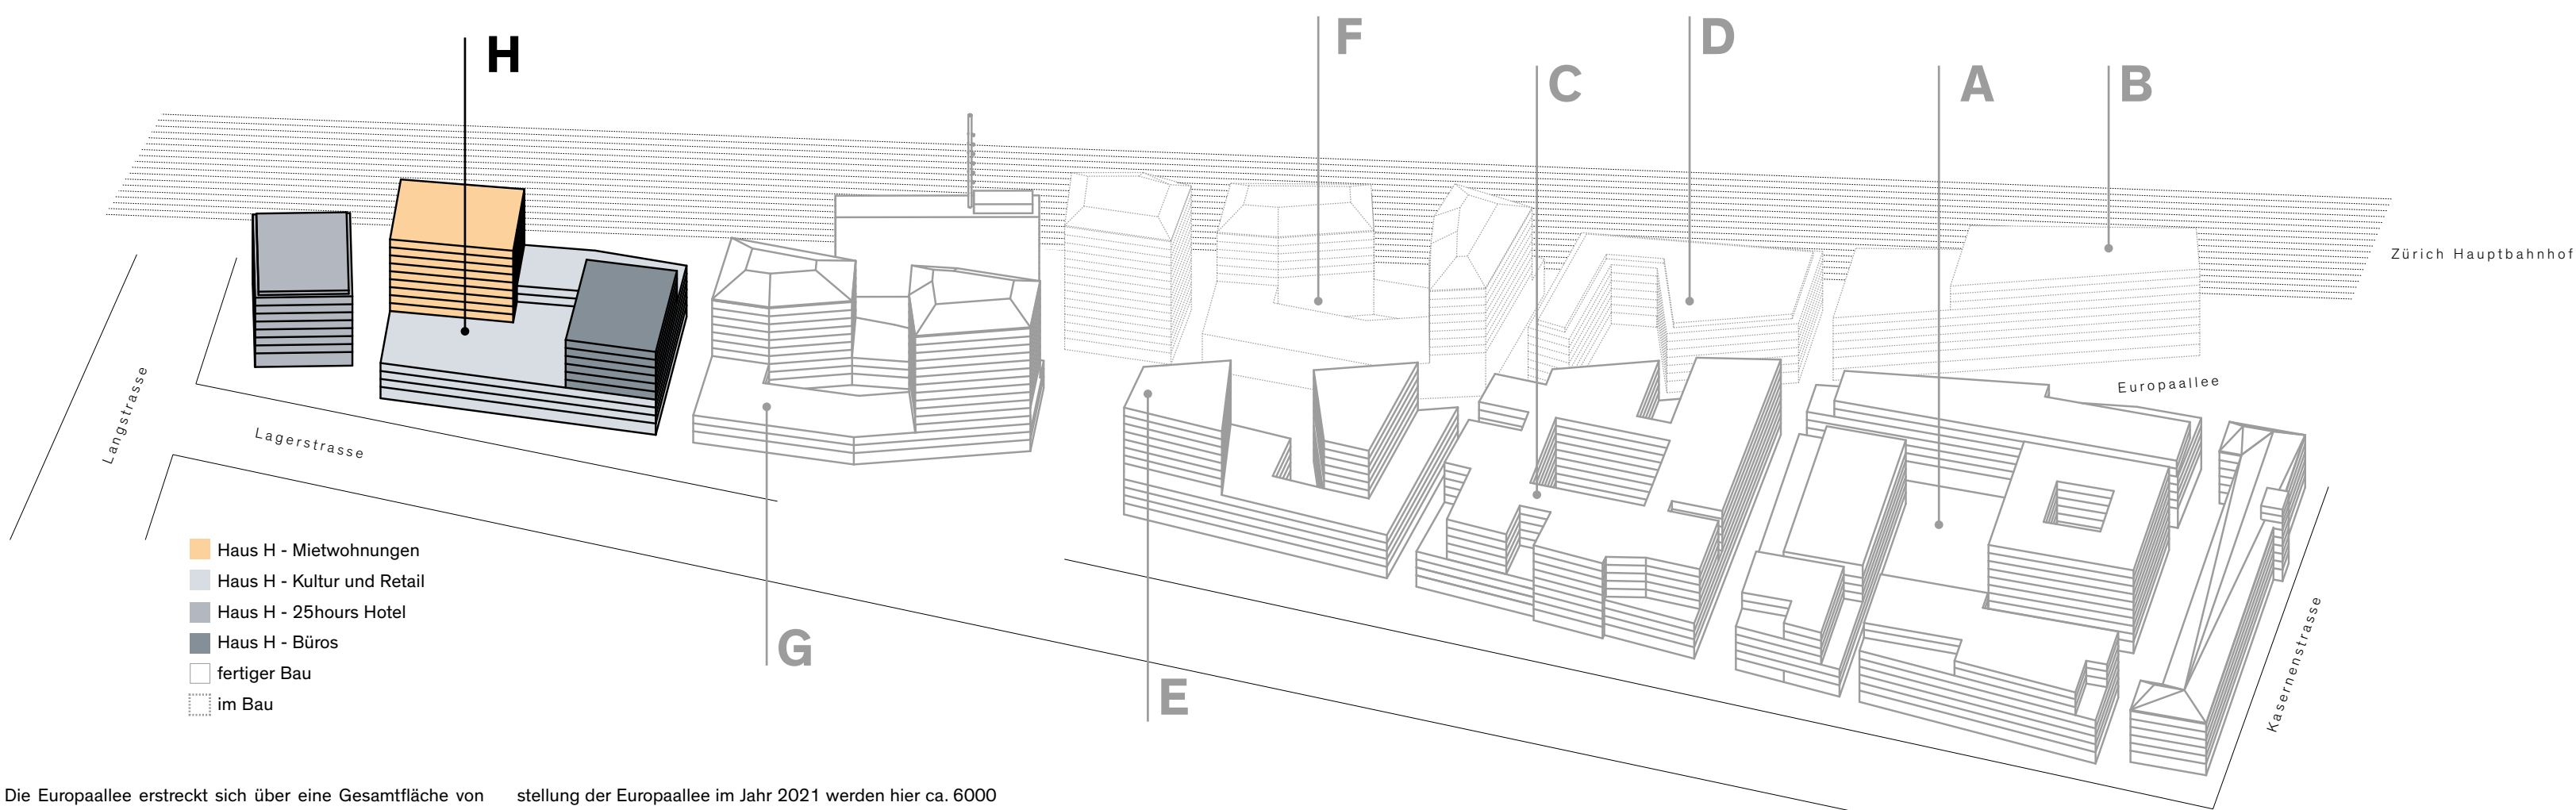 H
F
D
C
A
B
Zürich Hauptbahnhof
Europaallee
Langstrasse
Lagerstrasse
Kasernenstrasse
G
E
Haus H - Mietwohnungen
Haus H - Kultur und Retail
Haus H - 25hours Hotel
Haus H - Büros
fertiger Bau
im Bau
Die Europaallee erstreckt sich über eine Gesamtfläche von
stellung der Europaallee im Jahr 2021 werden hier ca. 6000